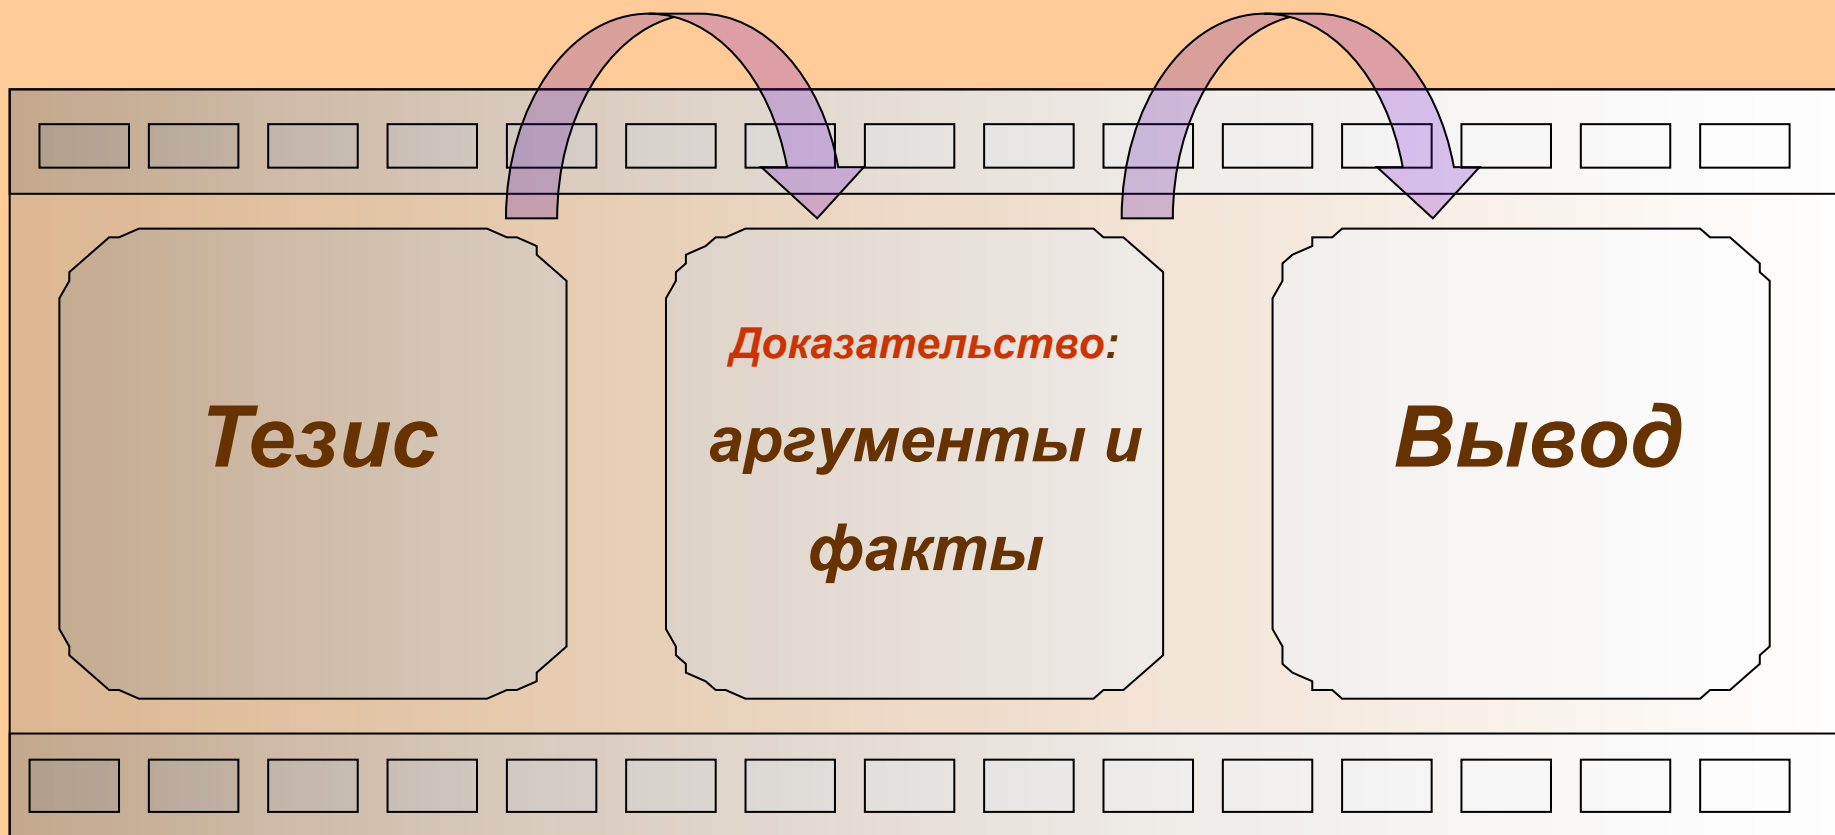 Тезис
Доказательство:
аргументы и
факты
Вывод